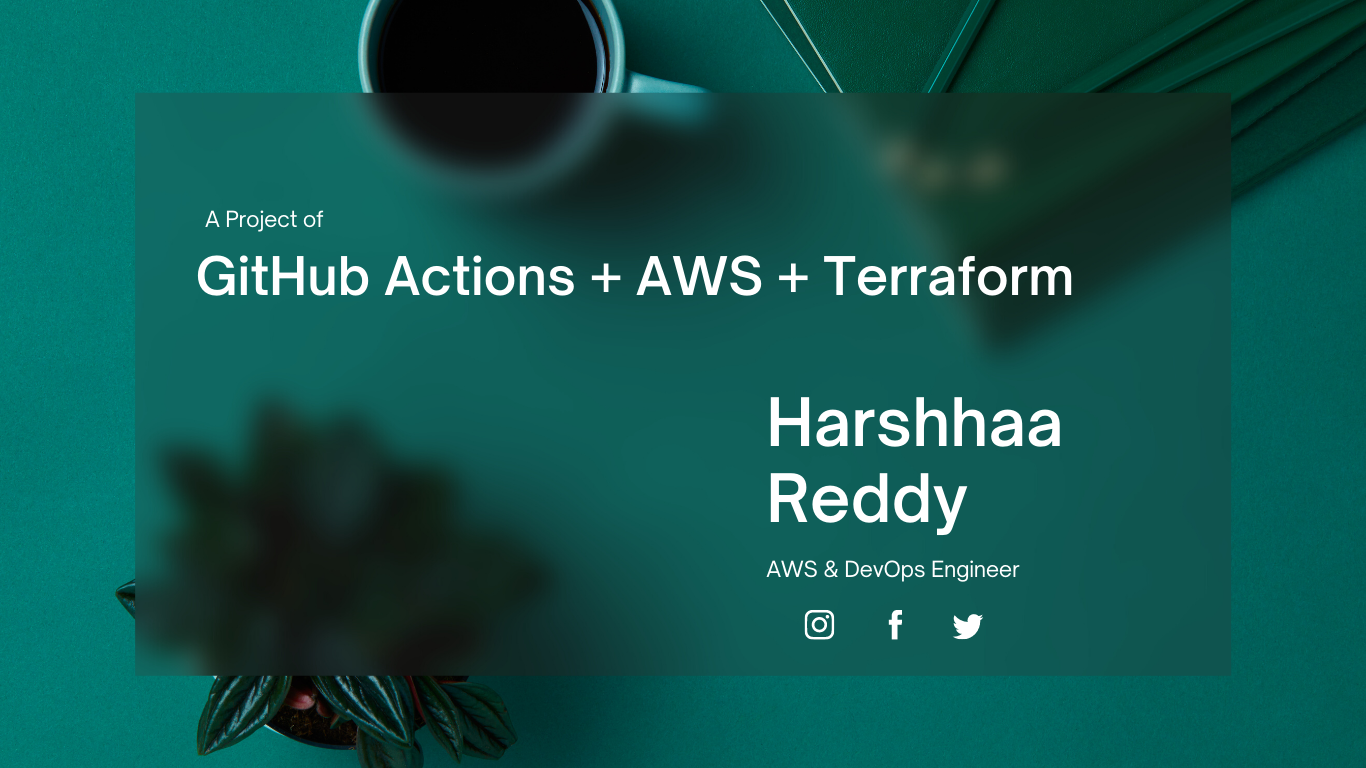 A Project of
GitHub Actions + AWS + Terraform
Harshhaa
Reddy
AWS & DevOps Engineer